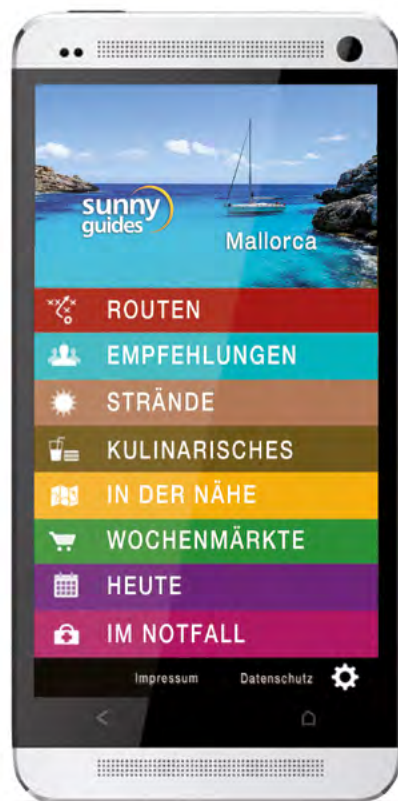 sunny
guides
Mallorca
ROUTEN
EMPFEHLUNGEN
STRÄNDE
KULINARISCHES
IN DER NÄHE
WOCHENMÄRKTE
HEUTE
IM NOTFALL
Impressum Datenschutz